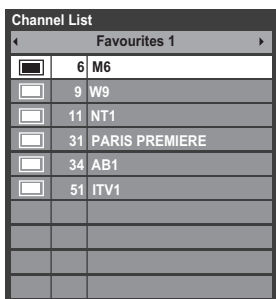 Channel List
Favourites 1
6 M6
9 W9
11 NT1
31 PARIS PREMIERE
34 AB1
51 ITV1